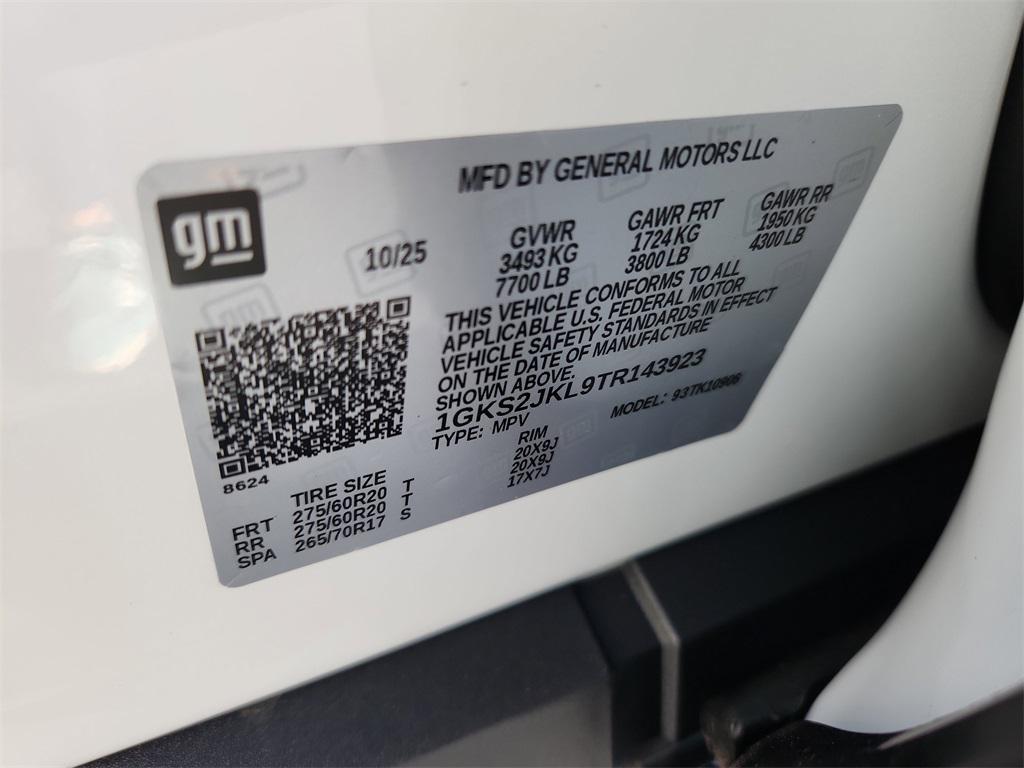 MFD BY GENERAL MOTORS LLC
gm
10/25
GVWR GAWR FRT GAWR RR
3493 KG 1724 KG 1950 KG
7700 LB 3800 LB 4300 LB
THIS VEHICLE CONFORMS TO ALL
APPLICABLE U.S. FEDERAL MOTOR
VEHICLE SAFETY STANDARDS IN EFFECT
ON THE DATE OF MANUFACTURE
SHOWN ABOVE.
1GKS2JKL9TR143923
TYPE: MPV MODEL: 93TK10906
8624
TIRE SIZE RIM
FRT 275/60R20 T 20X9J
RR 275/60R20 T 20X9J
SPA 265/70R17 S 17X7J